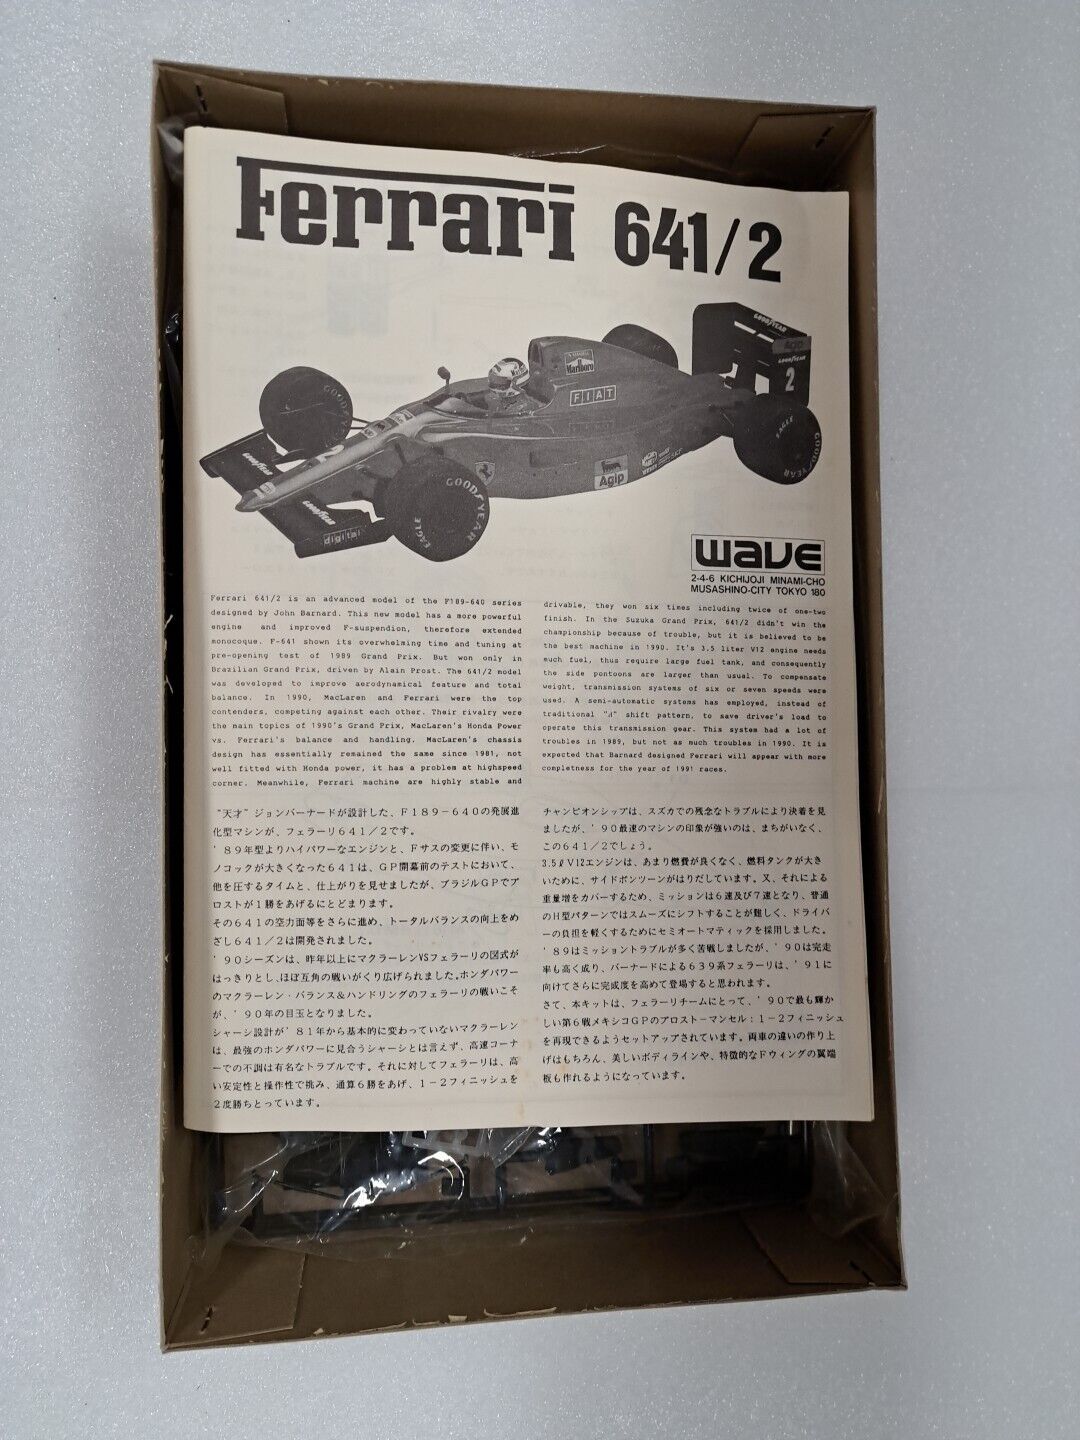 Ferrari 641/2
GOODYEAR
Agip
GOODYEAR
2
Marlboro
FIAT
GOODYEAR
EAGLE
GOODYEAR
2
GOODYEAR
Agip
GOODYEAR
EAGLE
GOODYEAR
digital
wave
2-4-6 KICHIJOJI MINAMI-CHO
MUSASHINO-CITY TOKYO 180
Ferrari 641/2 is an advanced model of the F189-640 series
designed by John Barnard. This new model has a more powerful
engine and improved F-suspendion, therefore extended
monocoque. F-641 shown its overwhelming time and tuning at
pre-opening test of 1989 Grand Prix. But won only in
Brazilian Grand Prix, driven by Alain Prost. The 641/2 model
was developed to improve aerodynamical feature and total
balance. In 1990, MacLaren and Ferrari were the top
contenders, competing against each other. Their rivalry were
the main topics of 1990's Grand Prix, MacLaren's Honda Power
vs. Ferrari's balance and handling. MacLaren's chassis
design has essentially remained the same since 1981, not
well fitted with Honda power, it has a problem at highspeed
corner. Meanwhile, Ferrari machine are highly stable and
drivable, they won six times including twice of one-two
finish. In the Suzuka Grand Prix, 641/2 didn't win the
championship because of trouble, but it is believed to be
the best machine in 1990. It's 3.5 liter V12 engine needs
much fuel, thus require large fuel tank, and consequently
the side pontoons are larger than usual. To compensate
weight, transmission systems of six or seven speeds were
used. A semi-automatic systems has employed, instead of
traditional "H" shift pattern, to save driver's load to
operate this transmission gear. This system had a lot of
troubles in 1989, but not as much troubles in 1990. It is
expected that Barnard designed Ferrari will appear with more
completness for the year of 1991 races.
“天才”ジョンバーナードが設計した、F189-640の発展進
化型マシンが、フェラーリ641/2です。
'89年型よりハイパワーなエンジンと、Fサスの変更に伴い、モ
ノコックが大きくなった641は、GP開幕前のテストにおいて、
他を圧するタイムと、仕上がりを見せましたが、ブラジルGPでプ
ロストが1勝をあげるにとどまります。
その641の空力面等をさらに進め、トータルバランスの向上をめ
ざし641/2は開発されました。
'90シーズンは、昨年以上にマクラーレンVSフェラーリの図式が
はっきりとし、ほぼ互角の戦いがくり広げられました。ホンダパワー
のマクラーレン・バランス&ハンドリングのフェラーリの戦いこそ
が、'90年の目玉となりました。
シャーシ設計が'81年から基本的に変わっていないマクラーレン
は、最強のホンダパワーに見合うシャーシとは言えず、高速コーナ
ーでの不調は有名なトラブルです。それに対してフェラーリは、高
い安定性と操作性で挑み、通算6勝をあげ、1-2フィニッシュを
2度勝ちとっています。
チャンピオンシップは、スズカでの残念なトラブルにより決着を見
ましたが、'90最速のマシンの印象が強いのは、まちがいなく、
この641/2でしょう。
3.5ℓV12エンジンは、あまり燃費が良くなく、燃料タンクが大き
いために、サイドポンツーンがはりだしています。又、それによる
重量増をカバーするため、ミッションは6速及び7速となり、普通
のH型パターンではスムーズにシフトすることが難しく、ドライバ
ーの負担を軽くするためにセミオートマティックを採用しました。
'89はミッショントラブルが多く苦戦しましたが、'90は完走
率も高く成り、バーナードによる639系フェラーリは、'91に
向けてさらに完成度を高めて登場すると思われます。
さて、本キットは、フェラーリチームにとって、'90で最も輝か
しい第6戦メキシコGPのプロスト-マンセル:1-2フィニッシュ
を再現できるようセットアップされています。両車の違いの作り上
げはもちろん、美しいボディラインや、特徴的なFウィングの翼端
板も作れるようになっています。